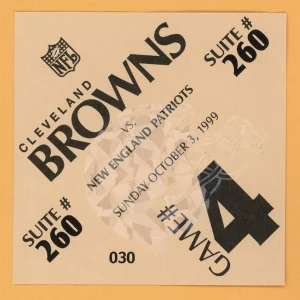 NFL
CLEVELAND
BROWNS
VS.
NEW ENGLAND PATRIOTS
SUNDAY OCTOBER 3, 1999
SUITE #
260
SUITE #
260
GAME#
4
030